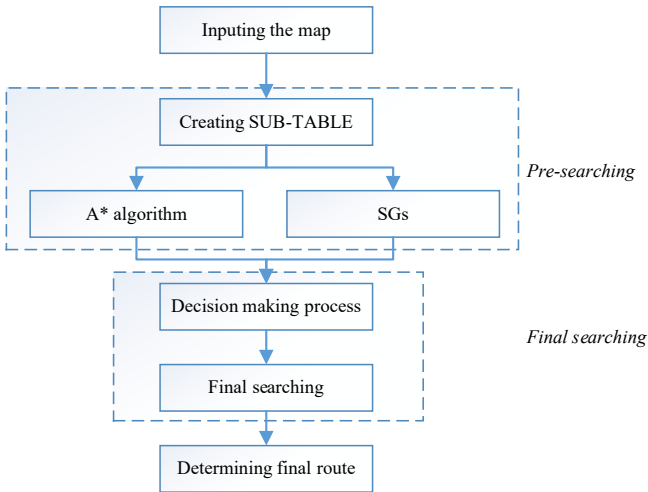 Inputing the map
Creating SUB-TABLE
Pre-searching
A* algorithm
SGs
Decision making process
Final searching
Final searching
Determining final route